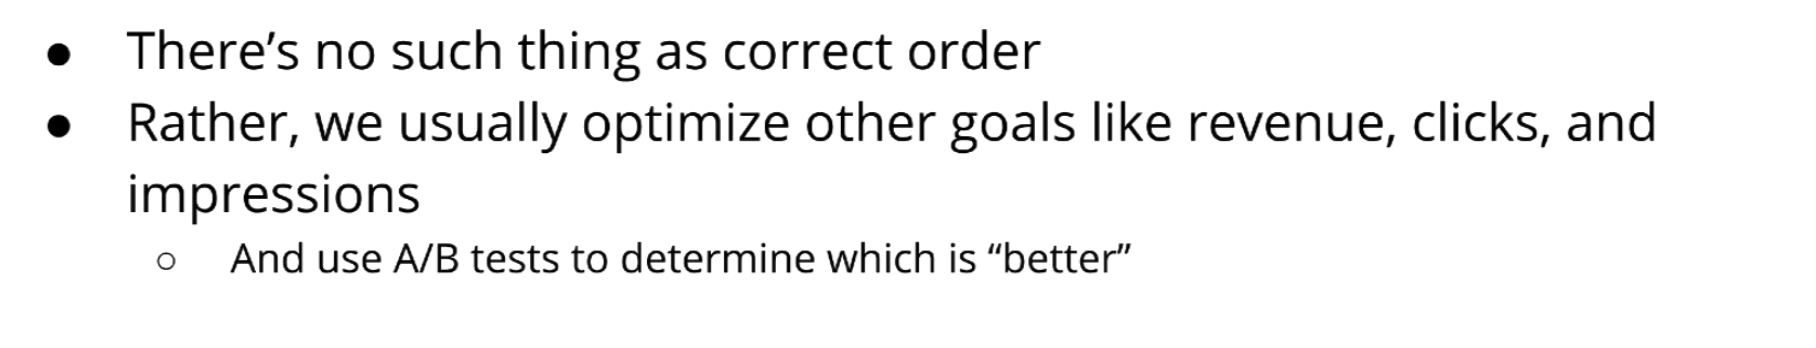 ● There’s no such thing as correct order
● Rather, we usually optimize other goals like revenue, clicks, and
impressions
○ And use A/B tests to determine which is “better”